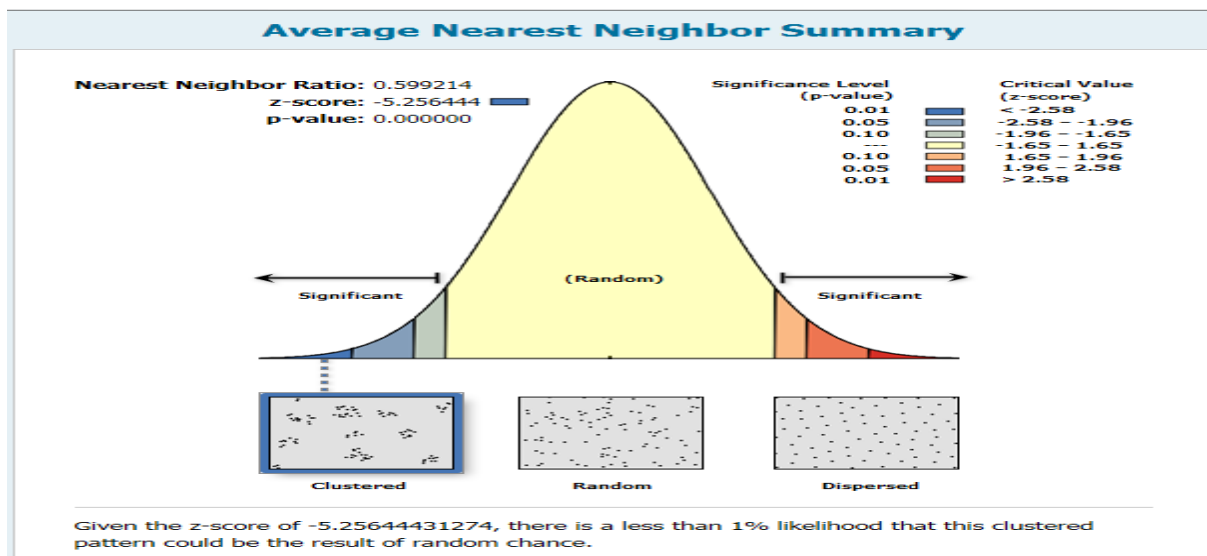 Average Nearest Neighbor Summary
Nearest Neighbor Ratio: 0.599214
z-score: -5.256444
p-value: 0.000000
Significance Level
(p-value)
Critical Value
(z-score)
0.01 < -2.58
0.05 -2.58 – -1.96
0.10 -1.96 – -1.65
--- -1.65 – 1.65
0.10 1.65 – 1.96
0.05 1.96 – 2.58
0.01 > 2.58
(Random)
Significant
Significant
Clustered
Random
Dispersed
Given the z-score of -5.25644431274, there is a less than 1% likelihood that this clustered
pattern could be the result of random chance.